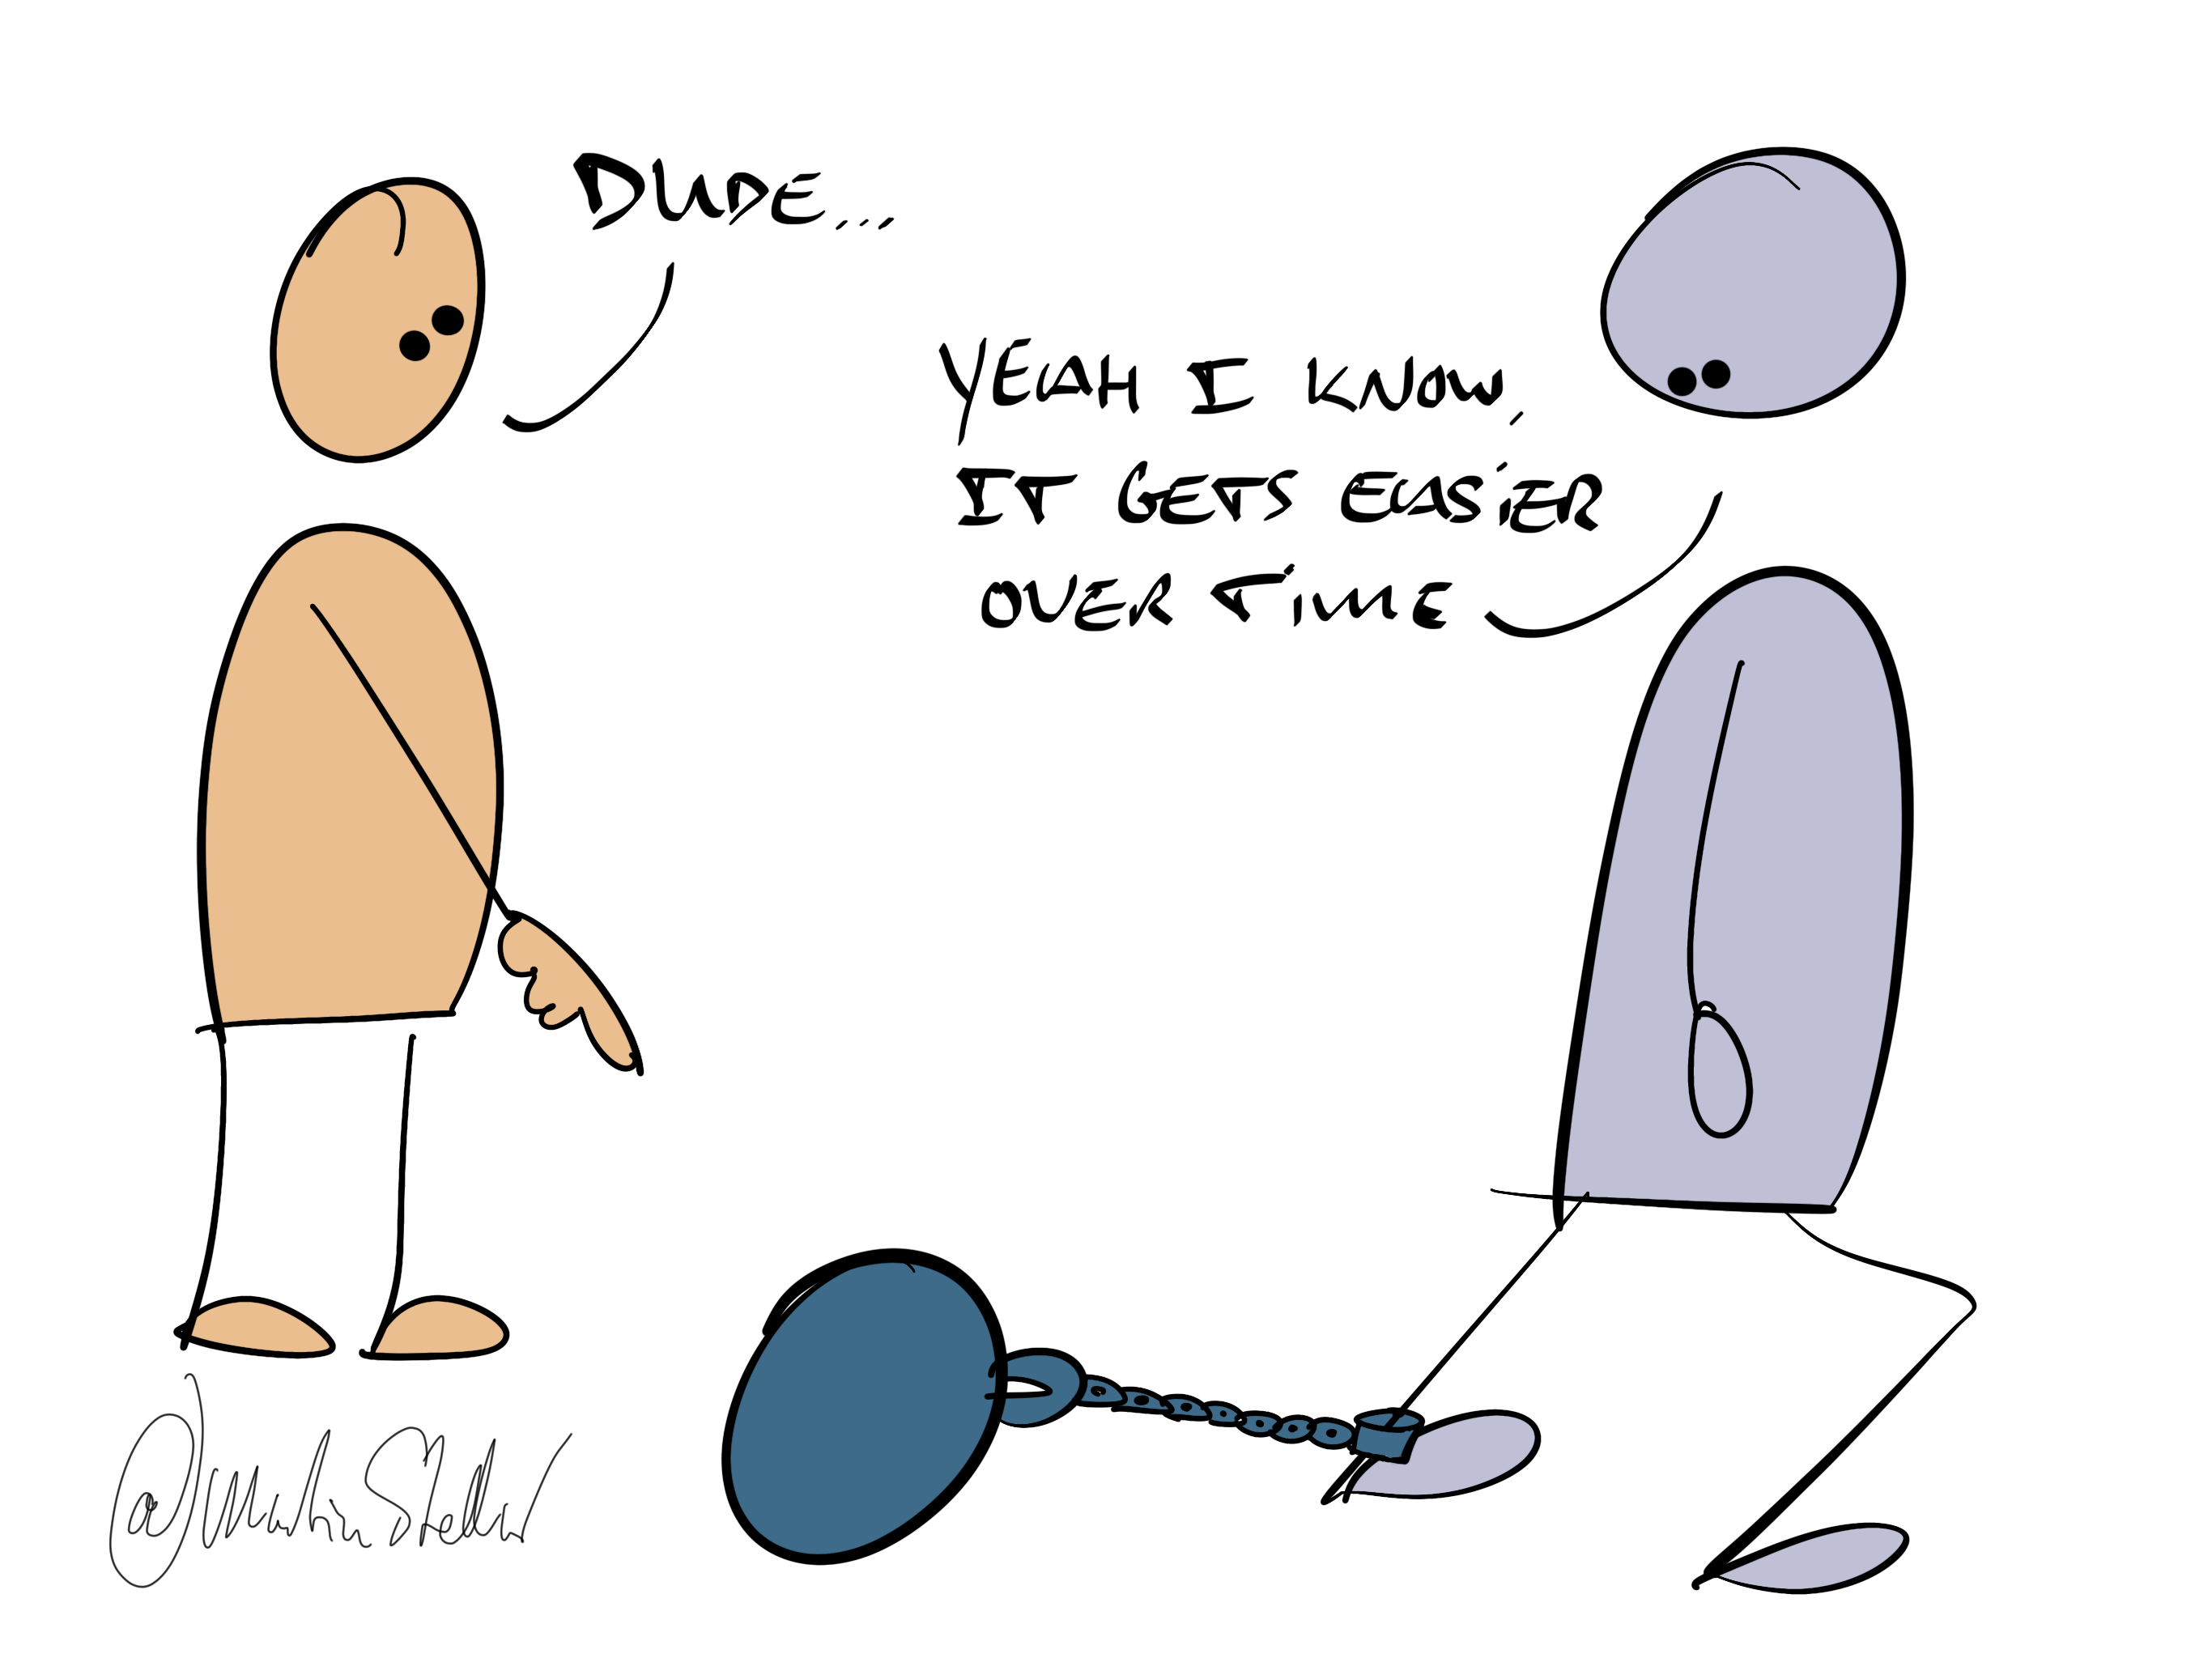 DUDE....
YEAH I KNOW,
IT GETS EASIER
OVER TIME